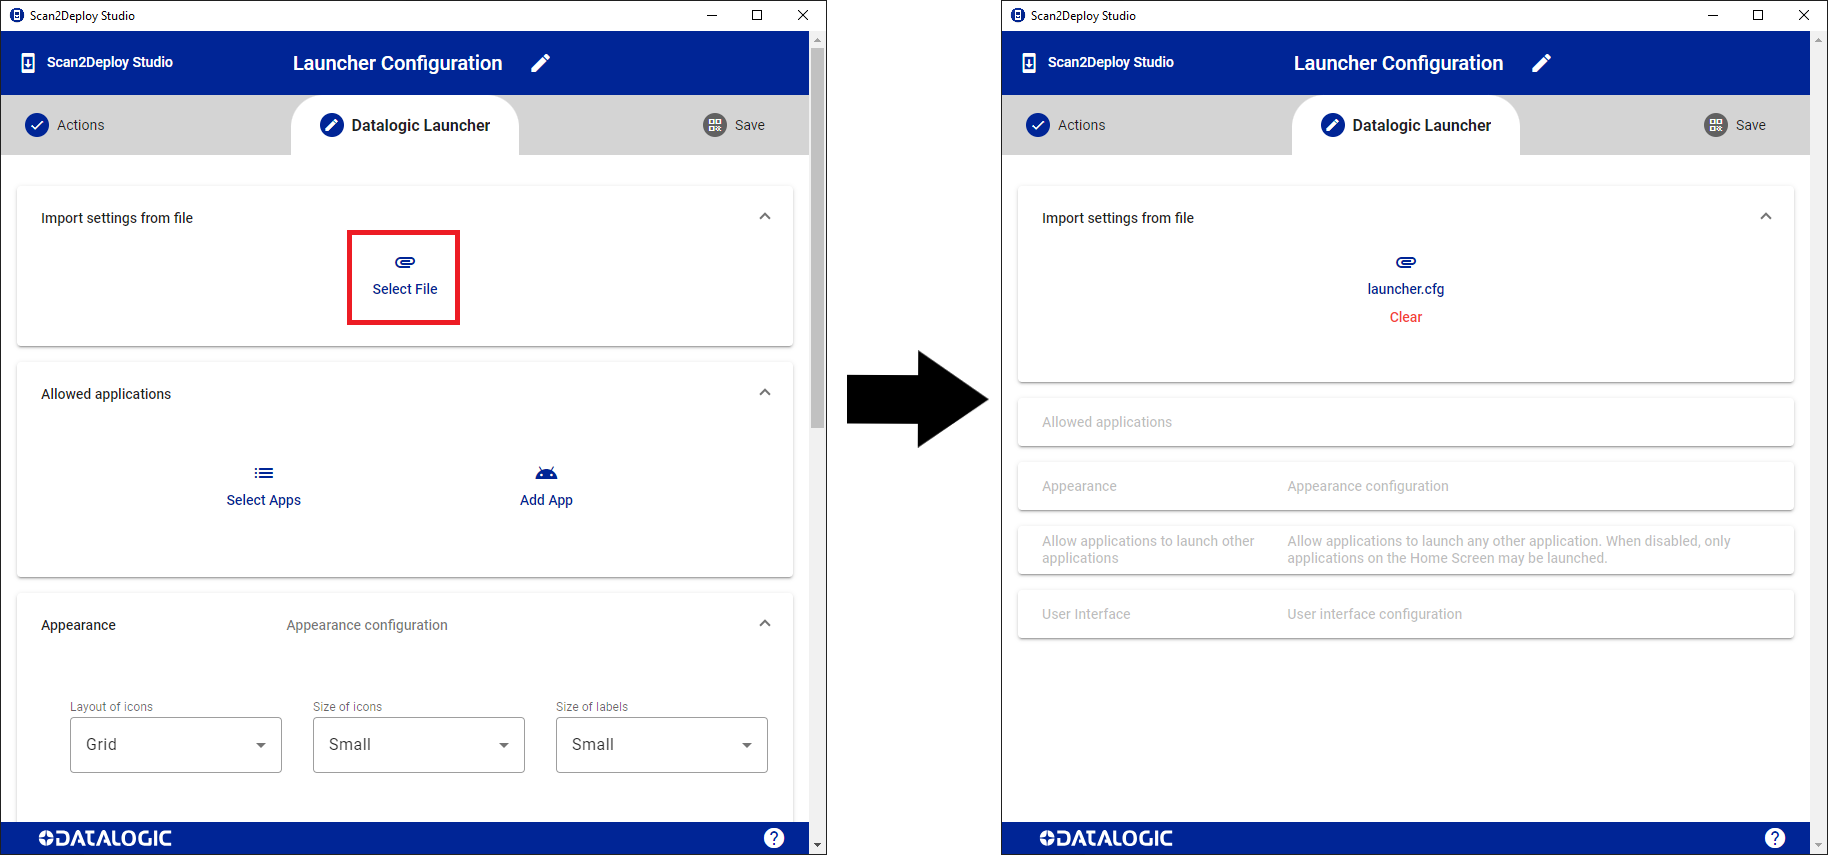 Scan2Deploy Studio
Scan2Deploy Studio
Launcher Configuration
Actions
Datalogic Launcher
Save
Import settings from file
Select File
Allowed applications
Select Apps
Add App
Appearance
Appearance configuration
Layout of icons
Size of icons
Size of labels
Grid
Small
Small
DATALOGIC
?
Scan2Deploy Studio
Scan2Deploy Studio
Launcher Configuration
Actions
Datalogic Launcher
Save
Import settings from file
launcher.cfg
Clear
Allowed applications
Appearance
Appearance configuration
Allow applications to launch other
applications
Allow applications to launch any other application. When disabled, only
applications on the Home Screen may be launched.
User Interface
User interface configuration
DATALOGIC
?